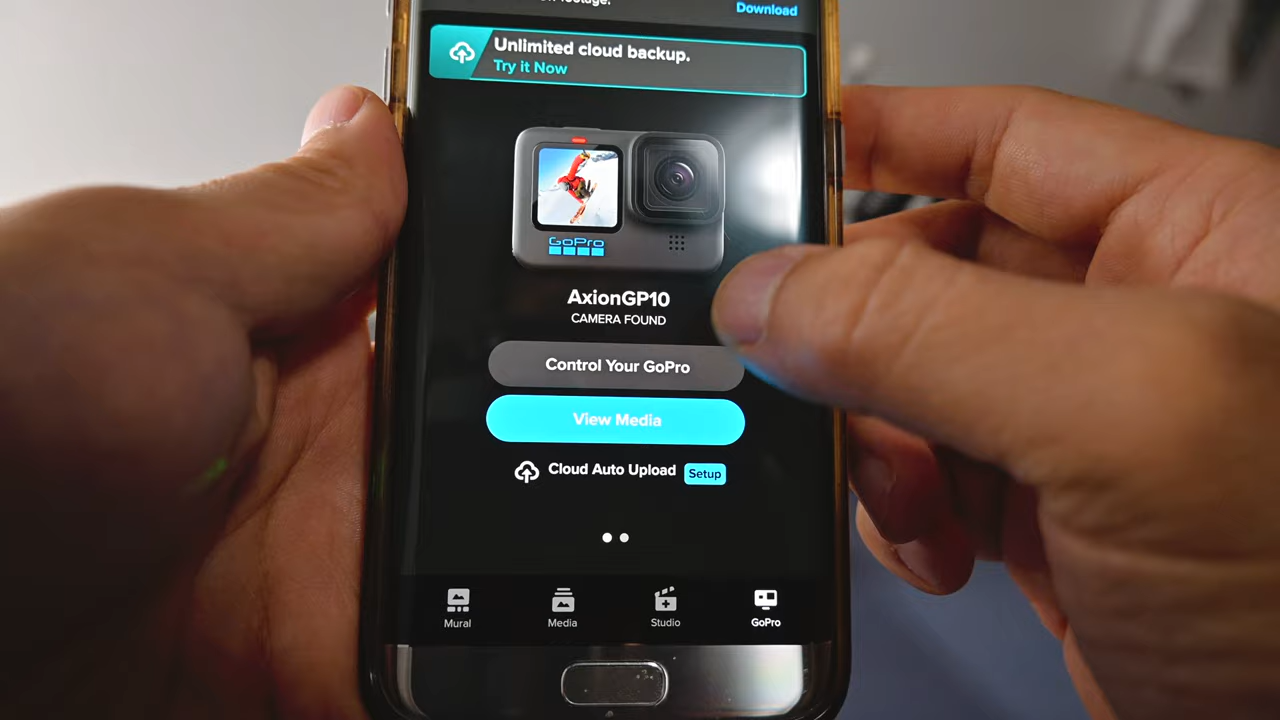 footage.
Download
Unlimited cloud backup.
Try it Now
GoPro
AxionGP10
CAMERA FOUND
Control Your GoPro
View Media
Cloud Auto Upload Setup
Mural Media Studio GoPro